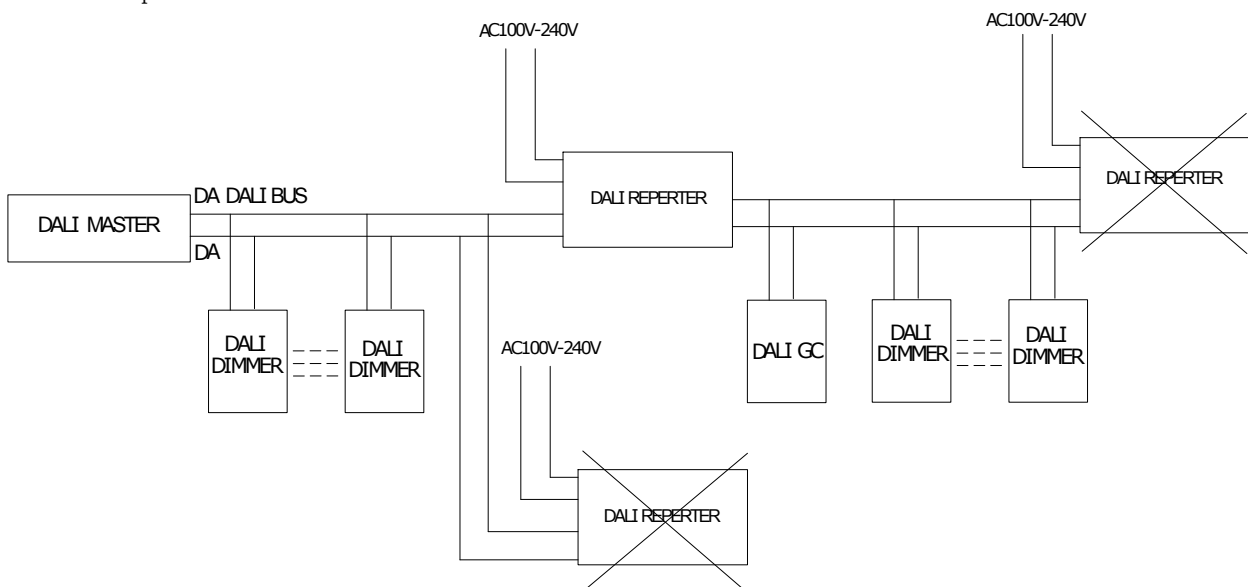 AC100V-240V
AC100V-240V
DALI REPERTER
DALI REPERTER
DA DALI BUS
DALI MASTER
DA
DALI
DIMMER
DALI
DIMMER
AC100V-240V
DALI GC
DALI
DIMMER
DALI
DIMMER
DALI REPERTER